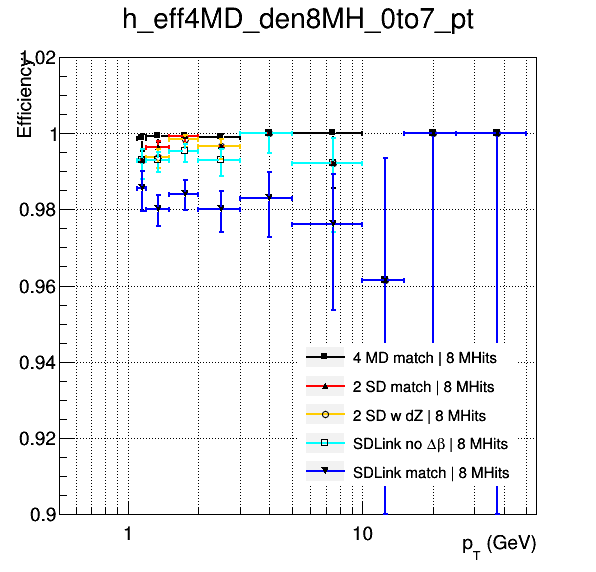 h_eff4MD_den8MH_0to7_pt
Efficiency
1.02
1
0.98
0.96
0.94
0.92
0.9
4 MD match | 8 MHits
2 SD match | 8 MHits
2 SD w dZ | 8 MHits
SDLink no Δβ | 8 MHits
SDLink match | 8 MHits
1
10
p_T (GeV)